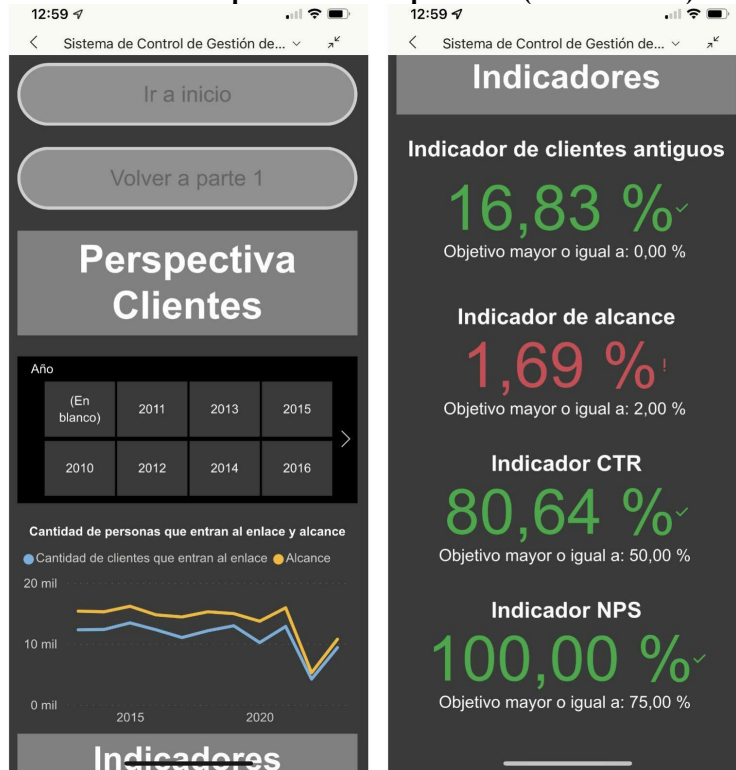 12:59
Sistema de Control de Gestión de...
Ir a inicio
Volver a parte 1
Perspectiva
Clientes
Año
(En
blanco)
2011
2013
2015
2010
2012
2014
2016
Cantidad de personas que entran al enlace y alcance
Cantidad de clientes que entran al enlace
Alcance
20 mil
10 mil
0 mil
2015
2020
Indicadores
12:59
Sistema de Control de Gestión de...
Indicadores
Indicador de clientes antiguos
16,83 %
Objetivo mayor o igual a: 0,00 %
Indicador de alcance
1,69 % !
Objetivo mayor o igual a: 2,00 %
Indicador CTR
80,64 %
Objetivo mayor o igual a: 50,00 %
Indicador NPS
100,00 %
Objetivo mayor o igual a: 75,00 %